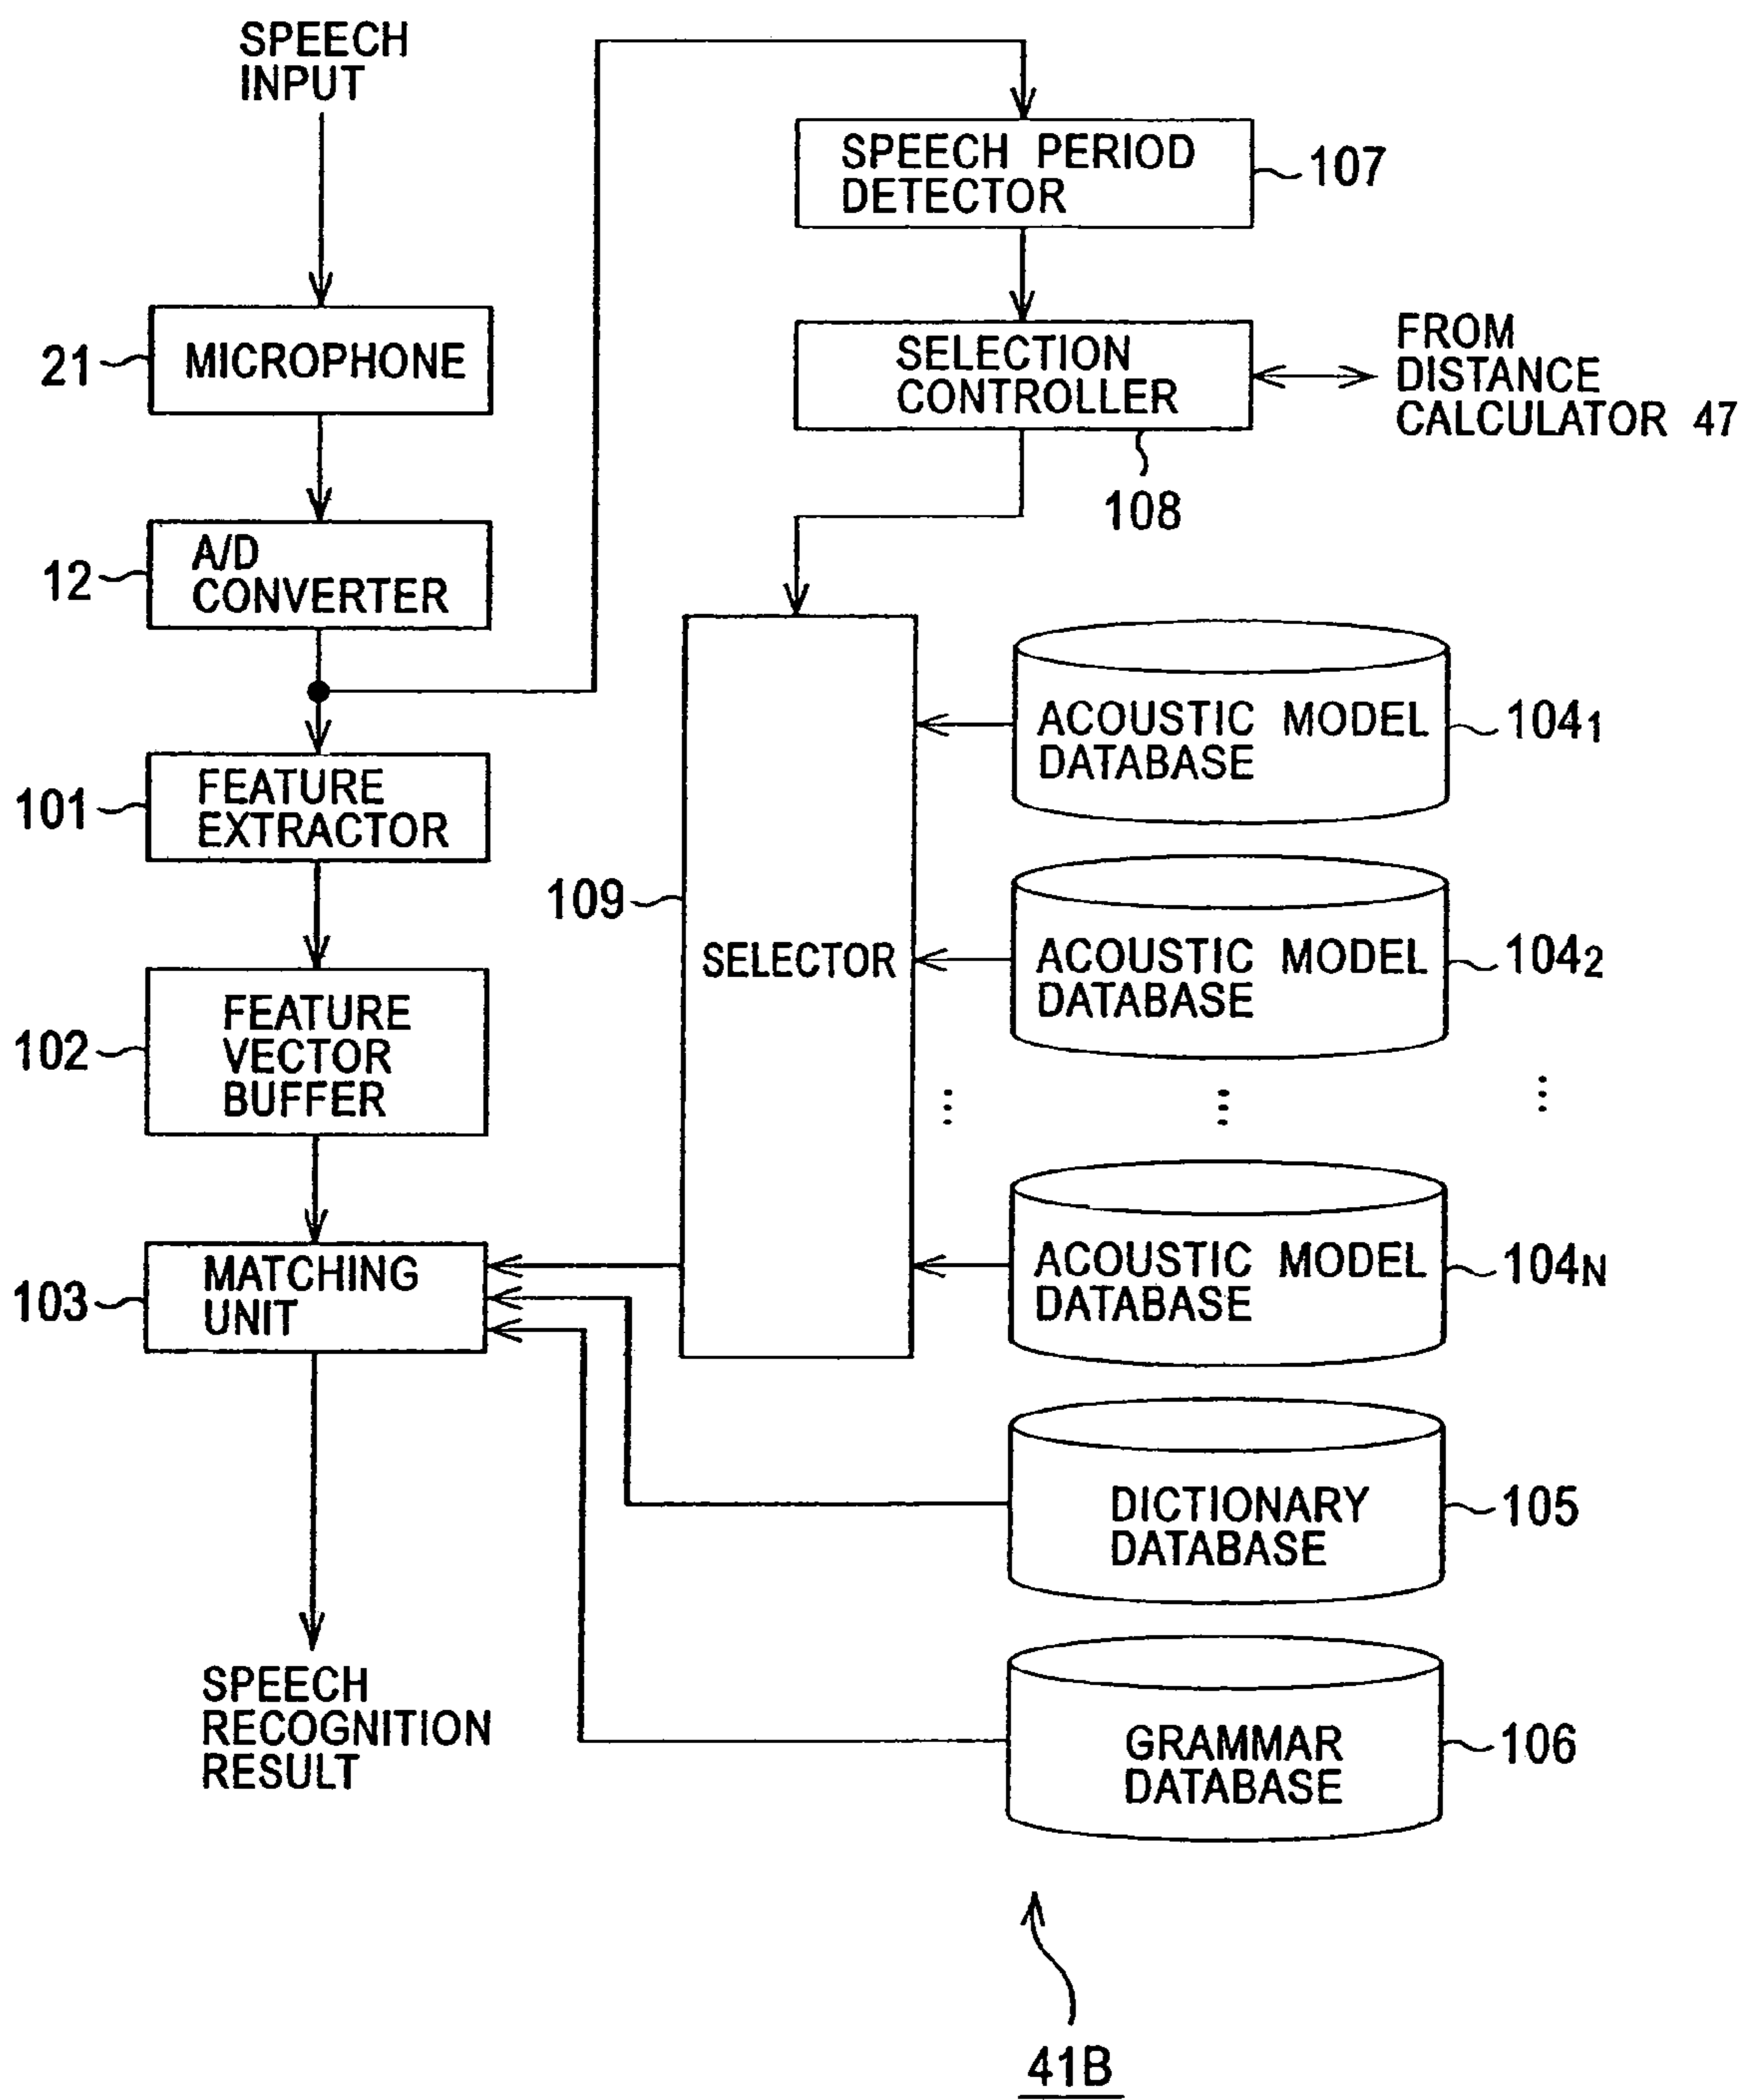 SPEECH
INPUT
SPEECH PERIOD
DETECTOR
107
21
MICROPHONE
SELECTION
CONTROLLER
108
FROM
DISTANCE
CALCULATOR 47
12
A/D
CONVERTER
101
FEATURE
EXTRACTOR
102
FEATURE
VECTOR
BUFFER
103
MATCHING
UNIT
SPEECH
RECOGNITION
RESULT
109
SELECTOR
ACOUSTIC MODEL
DATABASE
104₁
ACOUSTIC MODEL
DATABASE
104₂
... ... ...
ACOUSTIC MODEL
DATABASE
104N
DICTIONARY
DATABASE
105
GRAMMAR
DATABASE
106
41B